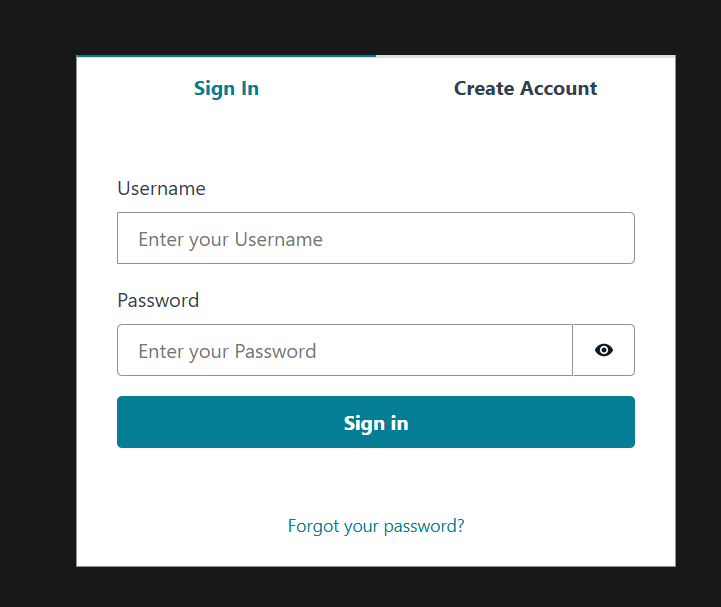 Sign In
Create Account
Username
Enter your Username
Password
Enter your Password
Sign in
Forgot your password?